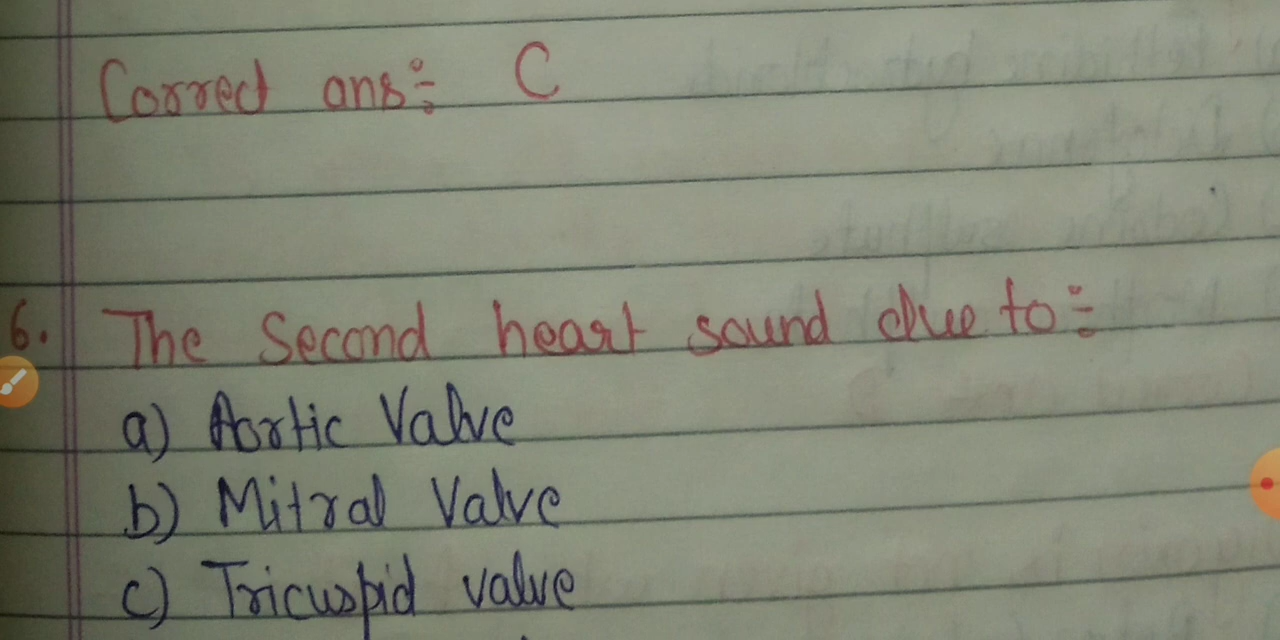 Correct ans÷ C
6. The Second heart sound due to÷
a) Aortic Valve
b) Mitral Valve
c) Tricuspid valve